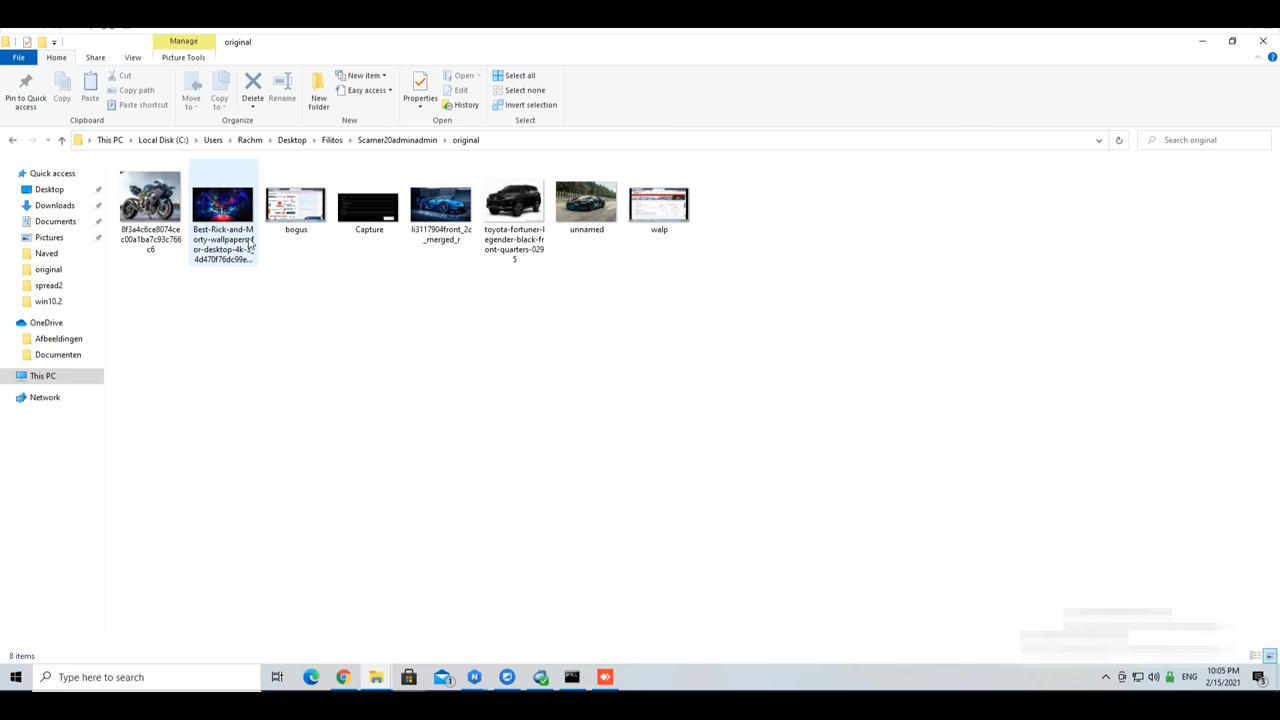 Manage
original
File
Home
Share
View
Picture Tools
Pin to Quick access
Copy
Paste
Cut
Copy path
Paste shortcut
Clipboard
Move to
Copy to
Delete
Rename
Organize
New folder
New item
Easy access
New
Properties
Open
Edit
History
Open
Select all
Select none
Invert selection
Select
This PC > Local Disk (C:) > Users > Rachm > Desktop > Filitos > Scamer20adminadmin > original
Search original
Quick access
Desktop
Downloads
Documents
Pictures
Naved
original
spread2
win10.2
OneDrive
Afbeeldingen
Documenten
This PC
Network
8f3a4c6ce8074ce
c00a1ba7c93c766
c6
Best-Rick-and-M
orty-wallpapers-f
or-desktop-4k-3_
4d470f76dc99e...
bogus
Capture
li3117904front_2c
_merged_r
toyota-fortuner-l
egender-black-fr
ont-quarters-029
5
unnamed
walp
8 items
Type here to search
ENG
10:05 PM
2/15/2021